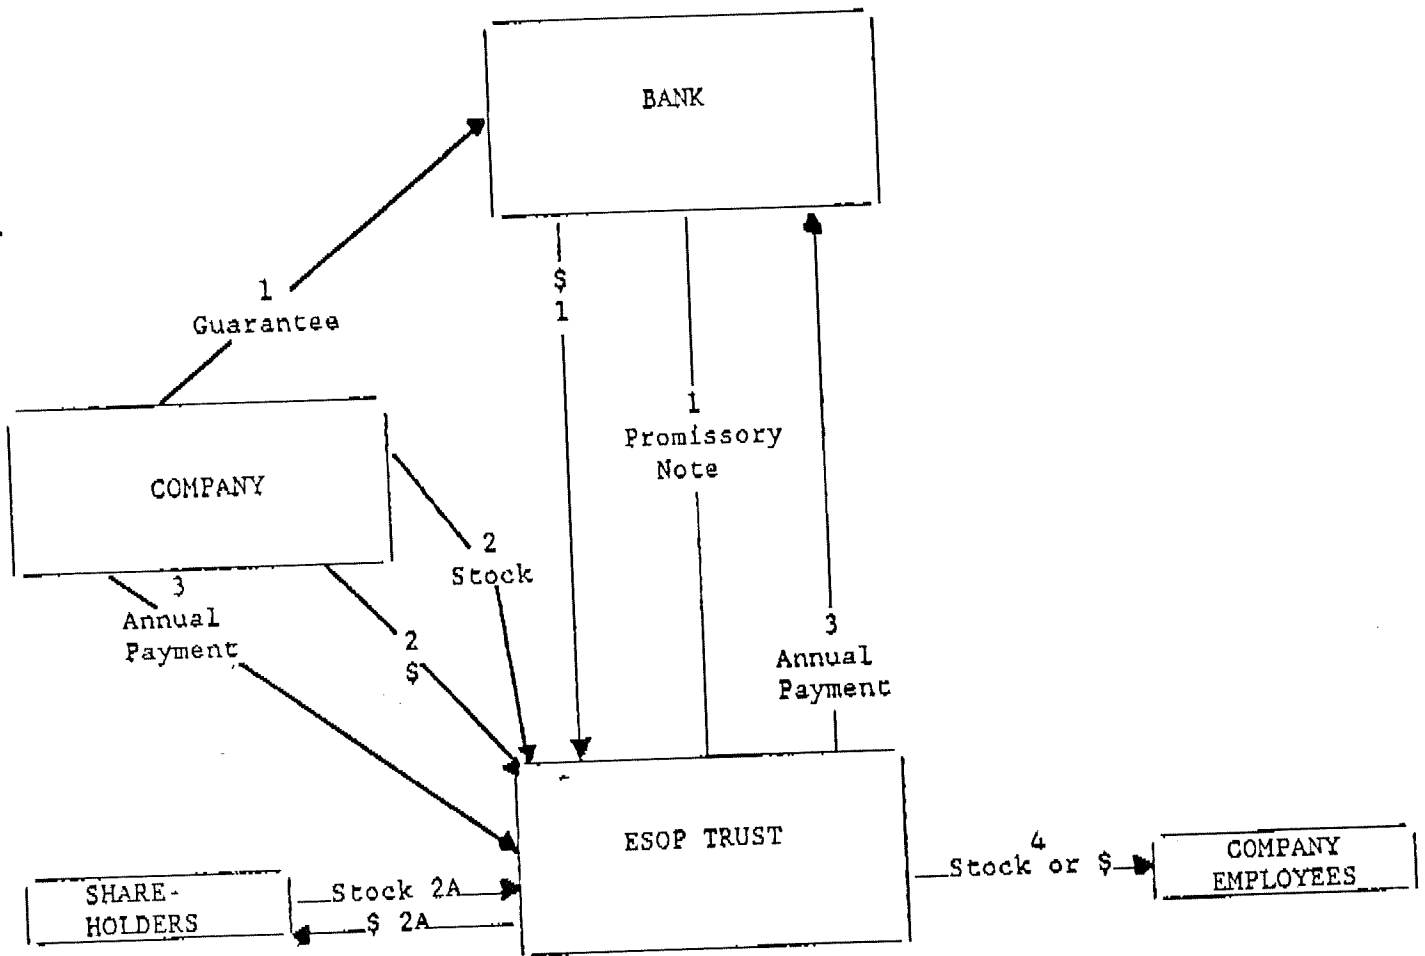 BANK
1
Guarantee
$
1
1
Promissory
Note
COMPANY
2
Stock
3
Annual
Payment
2
$
3
Annual
Payment
ESOP TRUST
4
Stock or $
COMPANY
EMPLOYEES
SHARE-
HOLDERS
Stock 2A
$ 2A